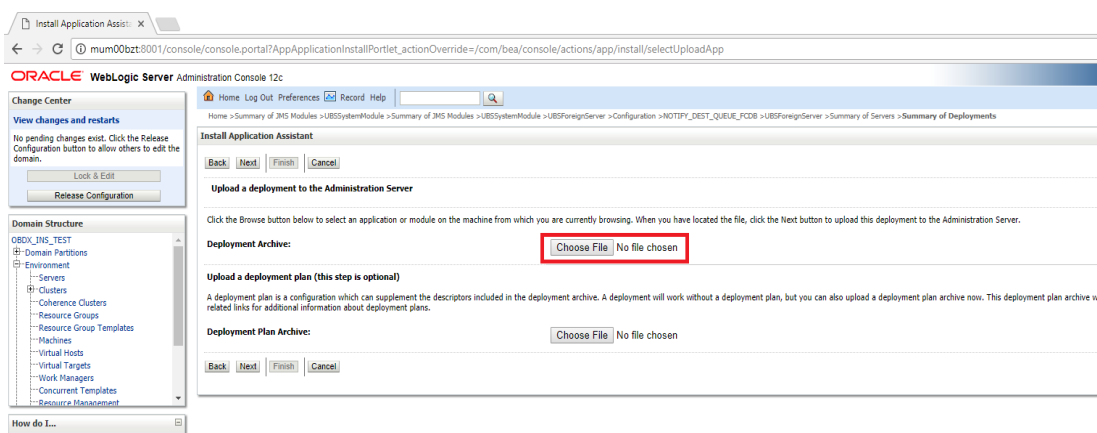 Install Application Assista
mum00bzt:8001/console/console.portal?AppApplicationInstallPortlet_actionOverride=/com/bea/console/actions/app/install/selectUploadApp
ORACLE WebLogic Server Administration Console 12c
Change Center
View changes and restarts
No pending changes exist. Click the Release
Configuration button to allow others to edit the
domain.
Lock & Edit
Release Configuration
Domain Structure
OBDX_INS_TEST
Domain Partitions
Environment
Servers
Clusters
Coherence Clusters
Resource Groups
Resource Group Templates
Machines
Virtual Hosts
Virtual Targets
Work Managers
Concurrent Templates
Resource Management
How do I...
Home Log Out Preferences Record Help
Home >Summary of JMS Modules >UBSSystemModule >Summary of JMS Modules >UBSSystemModule >UBSForeignServer >Configuration >NOTIFY_DEST_QUEUE_FCDB >UBSForeignServer >Summary of Servers >Summary of Deployments
Install Application Assistant
Back Next Finish Cancel
Upload a deployment to the Administration Server
Click the Browse button below to select an application or module on the machine from which you are currently browsing. When you have located the file, click the Next button to upload this deployment to the Administration Server.
Deployment Archive: Choose File No file chosen
Upload a deployment plan (this step is optional)
A deployment plan is a configuration which can supplement the descriptors included in the deployment archive. A deployment will work without a deployment plan, but you can also upload a deployment plan archive now. This deployment plan archive w
related links for additional information about deployment plans.
Deployment Plan Archive: Choose File No file chosen
Back Next Finish Cancel